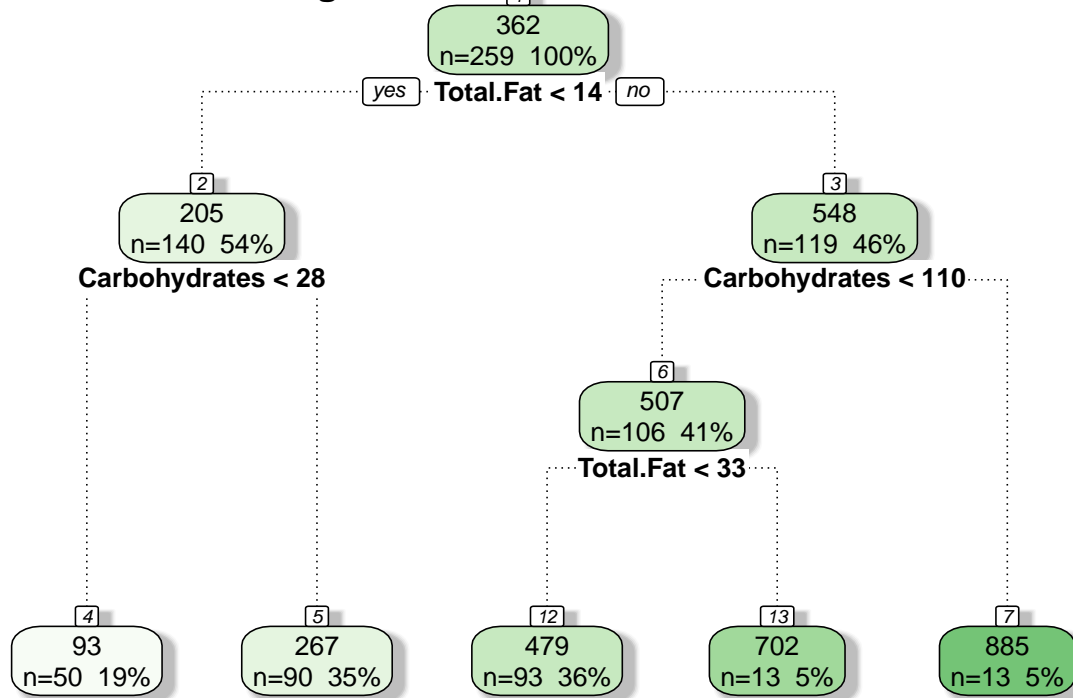 362
n=259 100%
yes Total.Fat < 14 no
2
205
n=140 54%
Carbohydrates < 28
3
548
n=119 46%
Carbohydrates < 110
6
507
n=106 41%
Total.Fat < 33
4
93
n=50 19%
5
267
n=90 35%
12
479
n=93 36%
13
702
n=13 5%
7
885
n=13 5%